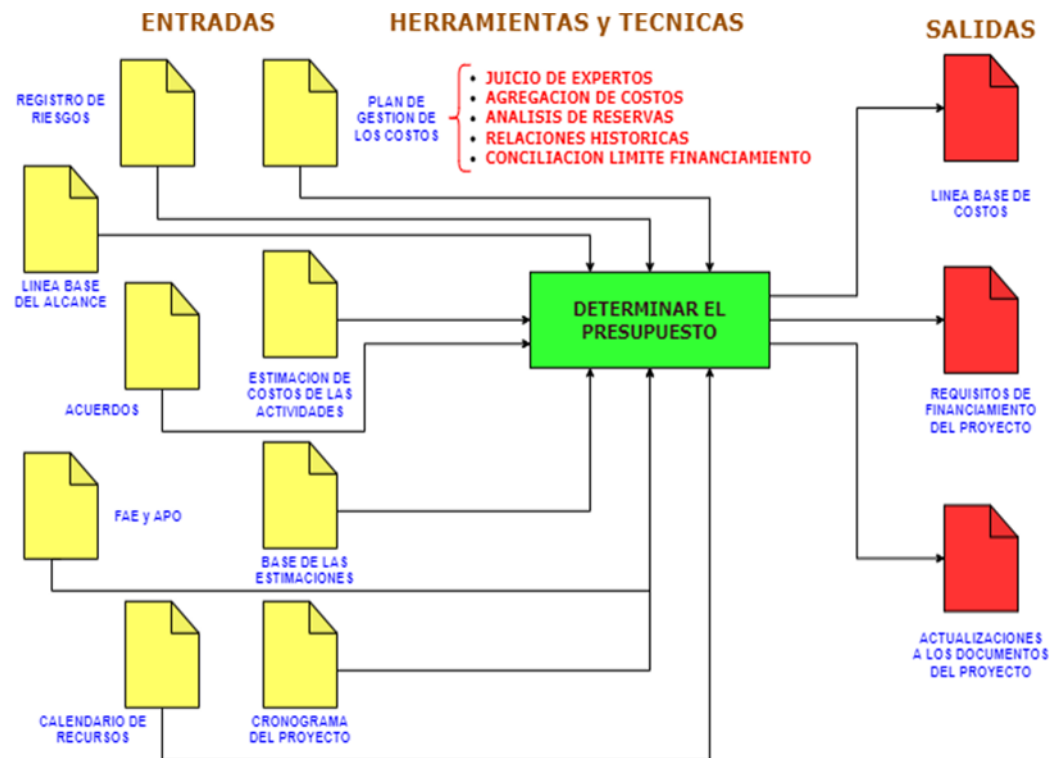 ENTRADAS
HERRAMIENTAS y TECNICAS
SALIDAS
REGISTRO DE
RIESGOS
PLAN DE
GESTION DE
LOS COSTOS
• JUICIO DE EXPERTOS
• AGREGACION DE COSTOS
• ANALISIS DE RESERVAS
• RELACIONES HISTORICAS
• CONCILIACION LIMITE FINANCIAMIENTO
LINEA BASE DE
COSTOS
LINEA BASE
DEL ALCANCE
DETERMINAR EL
PRESUPUESTO
ESTIMACION DE
COSTOS DE LAS
ACTIVIDADES
ACUERDOS
REQUISITOS DE
FINANCIAMIENTO
DEL PROYECTO
FAE y APO
BASE DE LAS
ESTIMACIONES
ACTUALIZACIONES
A LOS DOCUMENTOS
DEL PROYECTO
CALENDARIO DE
RECURSOS
CRONOGRAMA
DEL PROYECTO